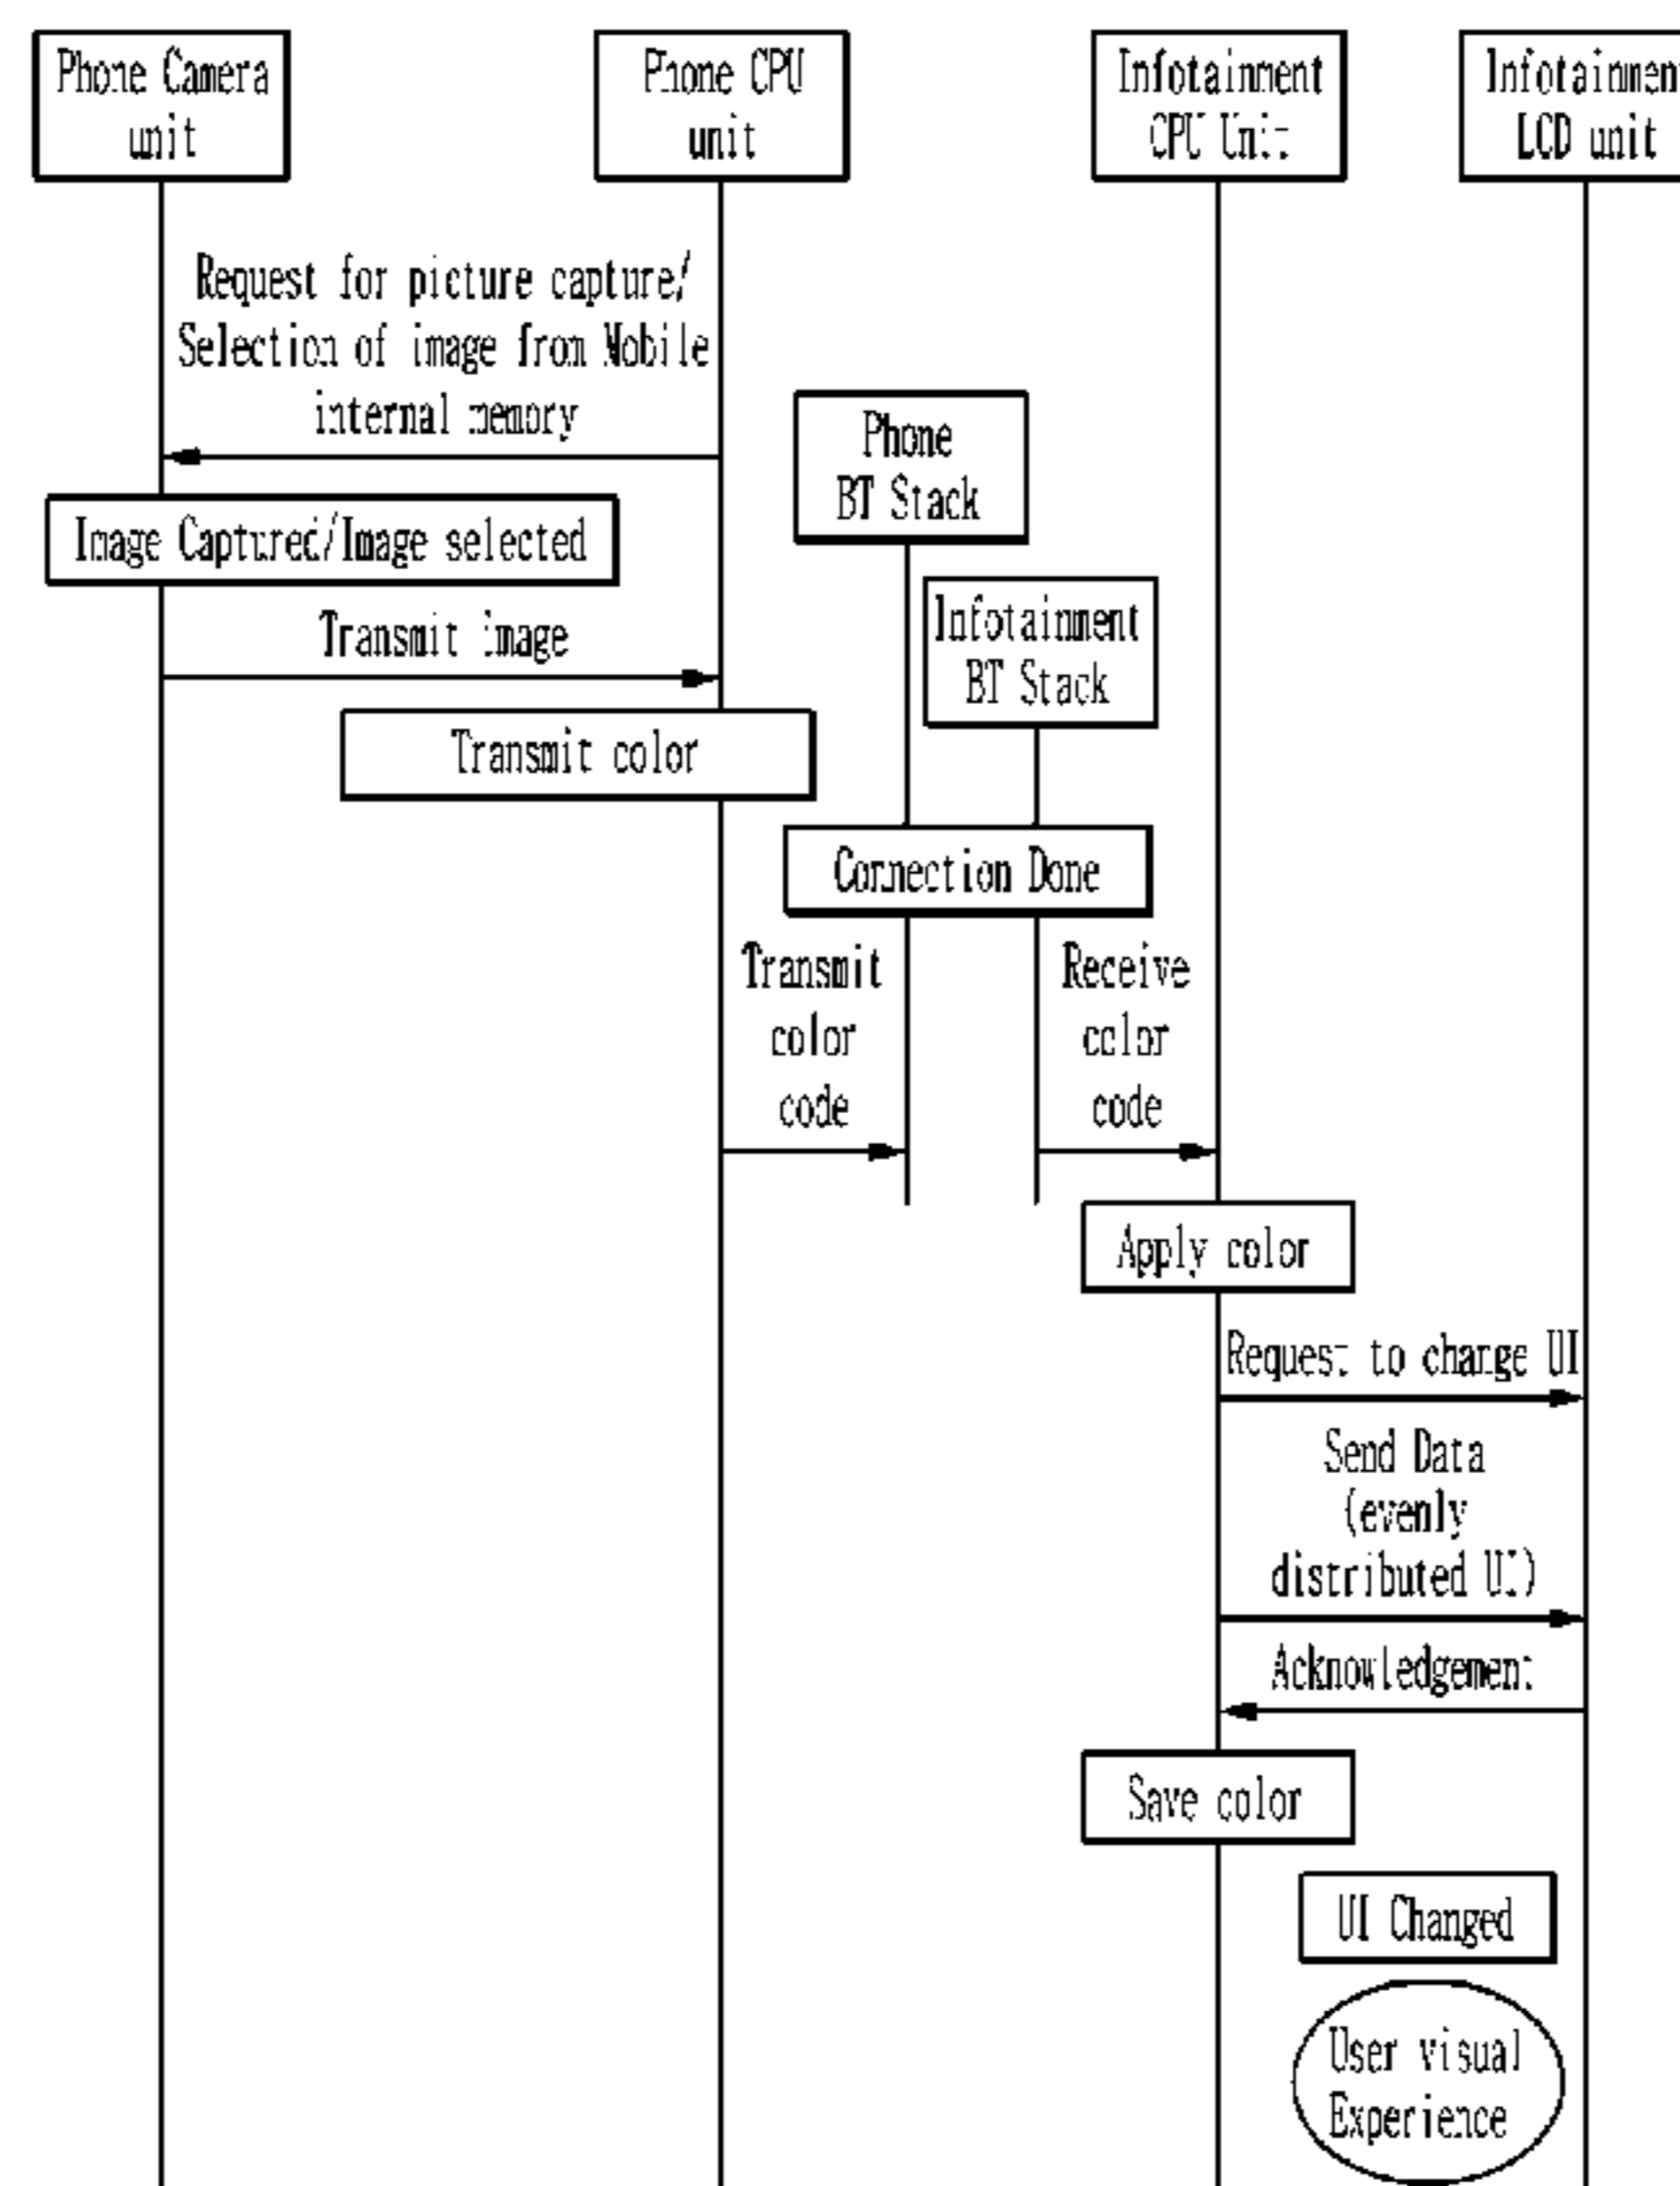 Phone Camera
unit
Phone CPU
unit
Infotainment
CPU Unit
Infotainment
LCD unit
Request for picture capture/
Selection of image from Mobile
internal memory
Phone
BT Stack
Image Captured/Image selected
Infotainment
BT Stack
Transmit image
Transmit color
Connection Done
Transmit
color
code
Receive
color
code
Apply color
Request to change UI
Send Data
(evenly
distributed UI)
Acknowledgement
Save color
UI Changed
User visual
Experience